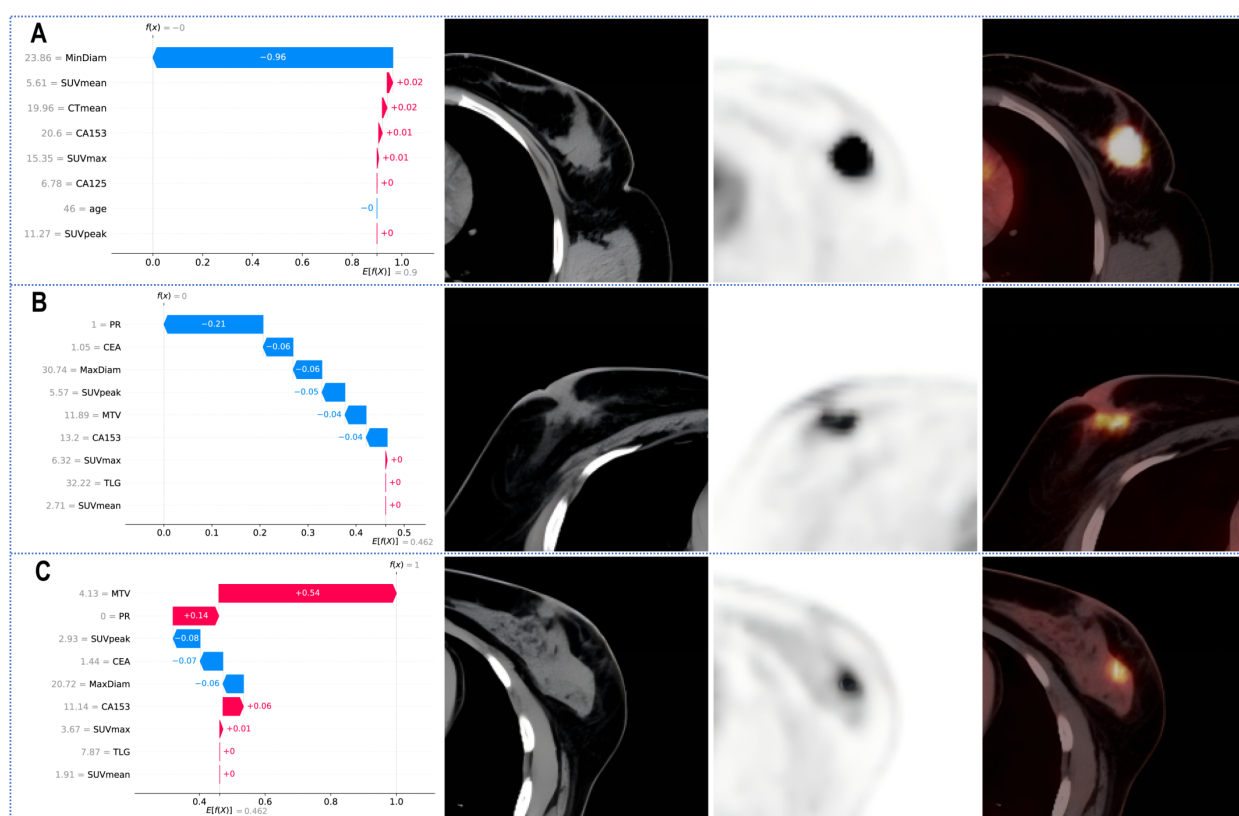 A
f(x) = −0
23.86 = MinDiam
−0.96
5.61 = SUVmean
+0.02
19.96 = CTmean
+0.02
20.6 = CA153
+0.01
15.35 = SUVmax
+0.01
6.78 = CA125
+0
46 = age
−0
11.27 = SUVpeak
+0
0.0 0.2 0.4 0.6 0.8 1.0
E[f(X)] = 0.9
B
f(x) = 0
1 = PR
−0.21
1.05 = CEA
−0.06
30.74 = MaxDiam
−0.06
5.57 = SUVpeak
−0.05
11.89 = MTV
−0.04
13.2 = CA153
−0.04
6.32 = SUVmax
+0
32.22 = TLG
+0
2.71 = SUVmean
+0
0.0 0.1 0.2 0.3 0.4 0.5
E[f(X)] = 0.462
C
f(x) = 1
4.13 = MTV
+0.54
0 = PR
+0.14
2.93 = SUVpeak
−0.08
1.44 = CEA
−0.07
20.72 = MaxDiam
−0.06
11.14 = CA153
+0.06
3.67 = SUVmax
+0.01
7.87 = TLG
+0
1.91 = SUVmean
+0
0.4 0.6 0.8 1.0
E[f(X)] = 0.462